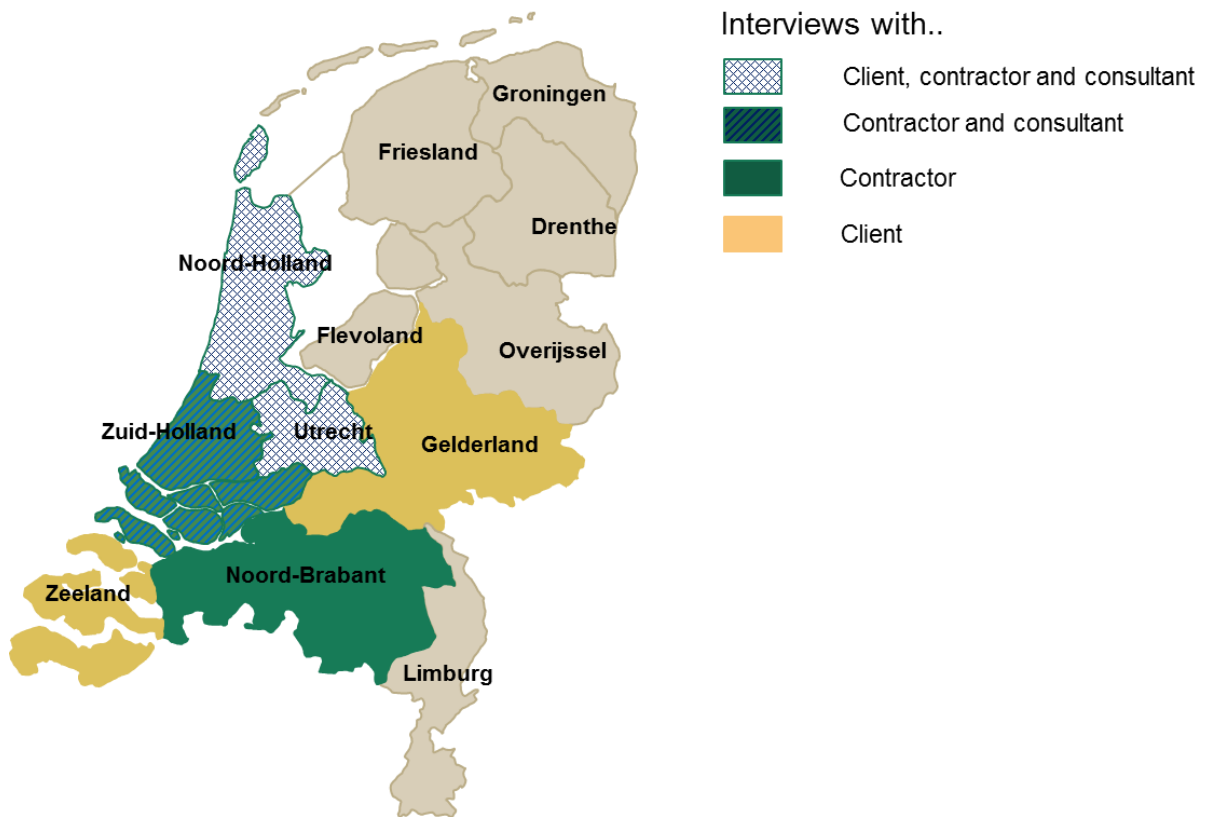 Interviews with..
Client, contractor and consultant
Contractor and consultant
Contractor
Client
Groningen
Friesland
Drenthe
Noord-Holland
Flevoland
Overijssel
Zuid-Holland
Utrecht
Gelderland
Noord-Brabant
Zeeland
Limburg